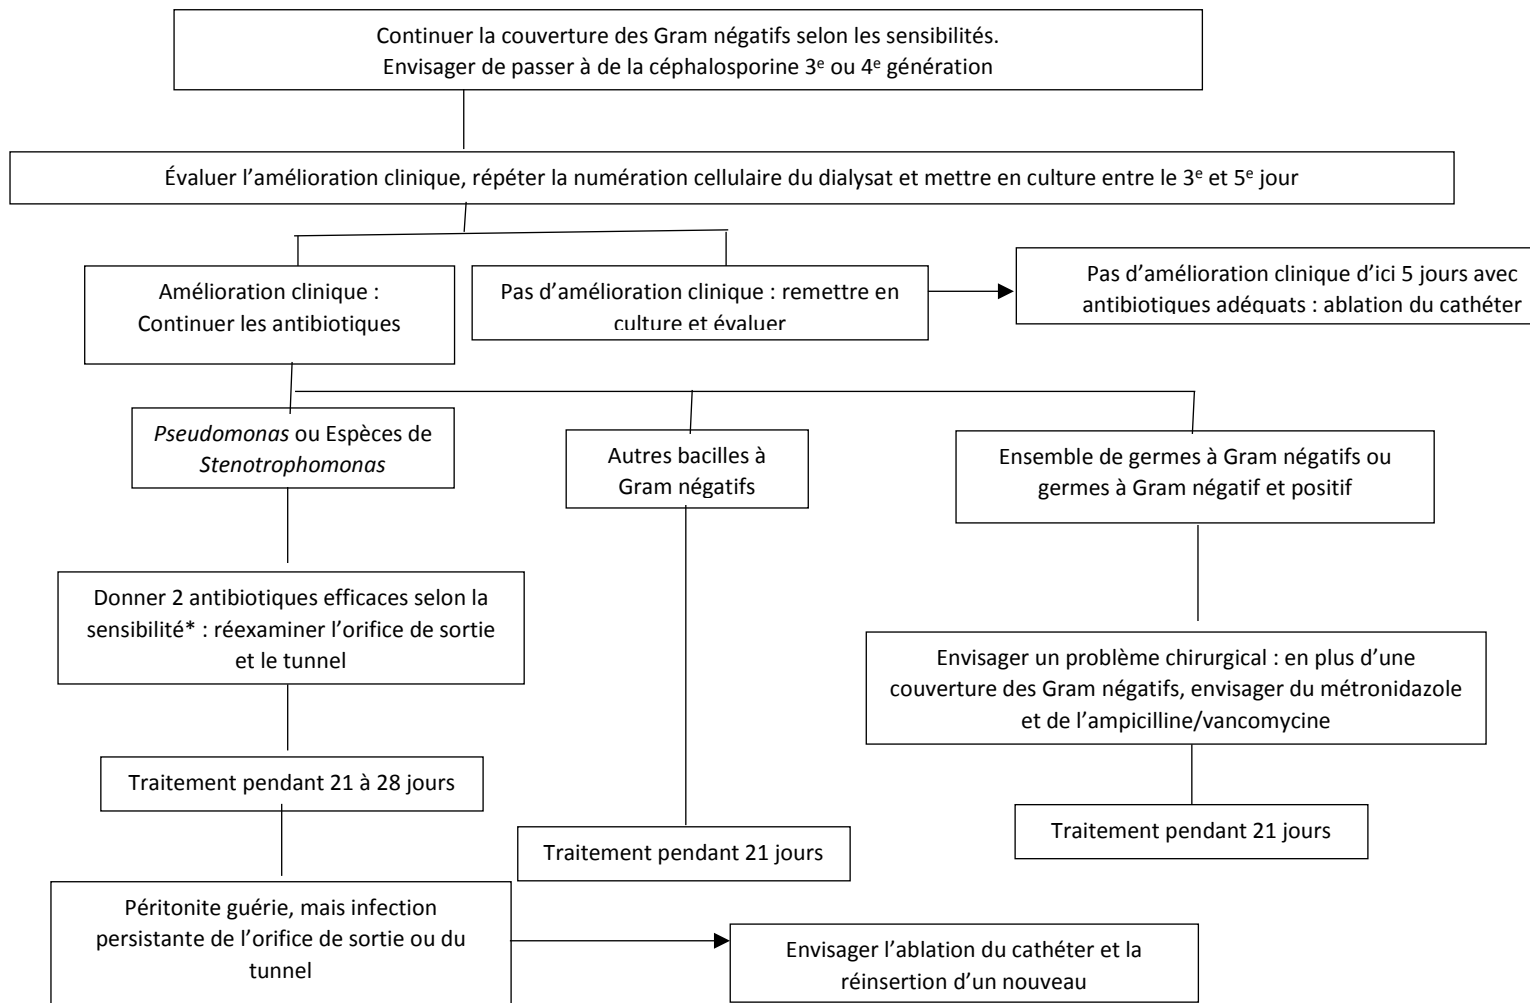 Continuer la couverture des Gram négatifs selon les sensibilités.
Envisager de passer à de la céphalosporine 3e ou 4e génération
Évaluer l’amélioration clinique, répéter la numération cellulaire du dialysat et mettre en culture entre le 3e et 5e jour
Amélioration clinique :
Continuer les antibiotiques
Pas d’amélioration clinique : remettre en
culture et évaluer
Pas d’amélioration clinique d’ici 5 jours avec
antibiotiques adéquats : ablation du cathéter
Pseudomonas ou Espèces de
Stenotrophomonas
Autres bacilles à
Gram négatifs
Ensemble de germes à Gram négatifs ou
germes à Gram négatif et positif
Donner 2 antibiotiques efficaces selon la
sensibilité* : réexaminer l’orifice de sortie
et le tunnel
Envisager un problème chirurgical : en plus d’une
couverture des Gram négatifs, envisager du métronidazole
et de l’ampicilline/vancomycine
Traitement pendant 21 à 28 jours
Traitement pendant 21 jours
Traitement pendant 21 jours
Péritonite guérie, mais infection
persistante de l’orifice de sortie ou du
tunnel
Envisager l’ablation du cathéter et la
réinsertion d’un nouveau